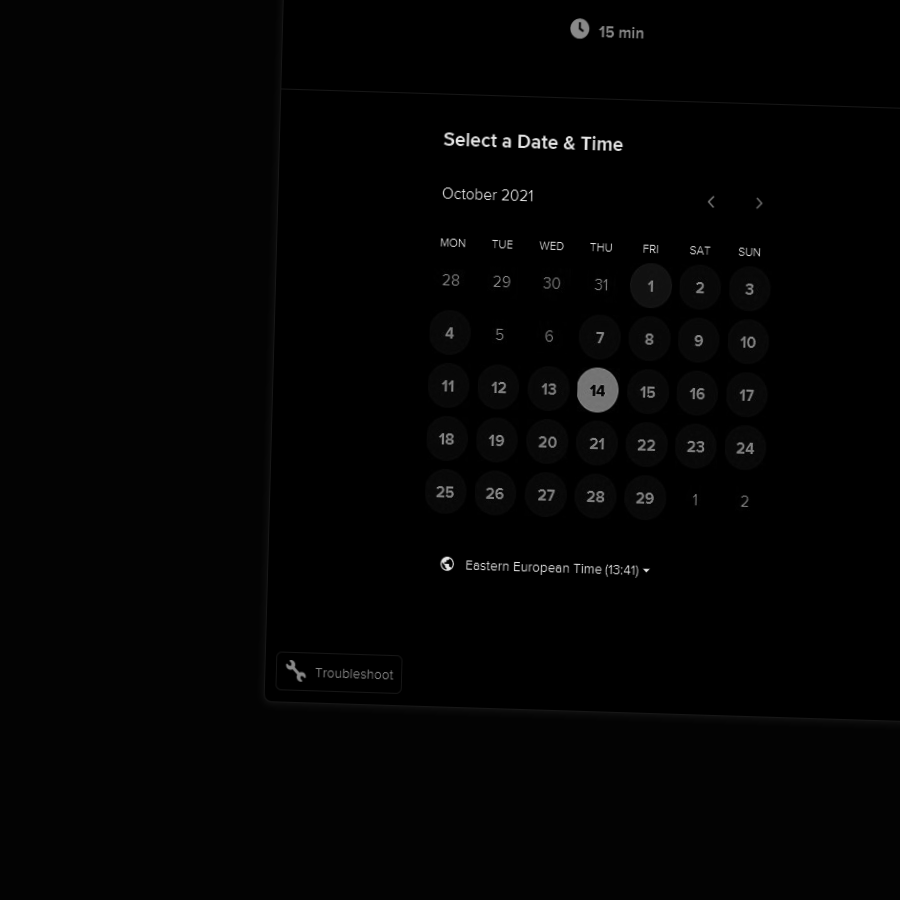 15 min
Select a Date & Time
October 2021
MON TUE WED THU FRI SAT SUN
28 29 30 31 1 2 3
4 5 6 7 8 9 10
11 12 13 14 15 16 17
18 19 20 21 22 23 24
25 26 27 28 29 1 2
Eastern European Time (13:41)
Troubleshoot